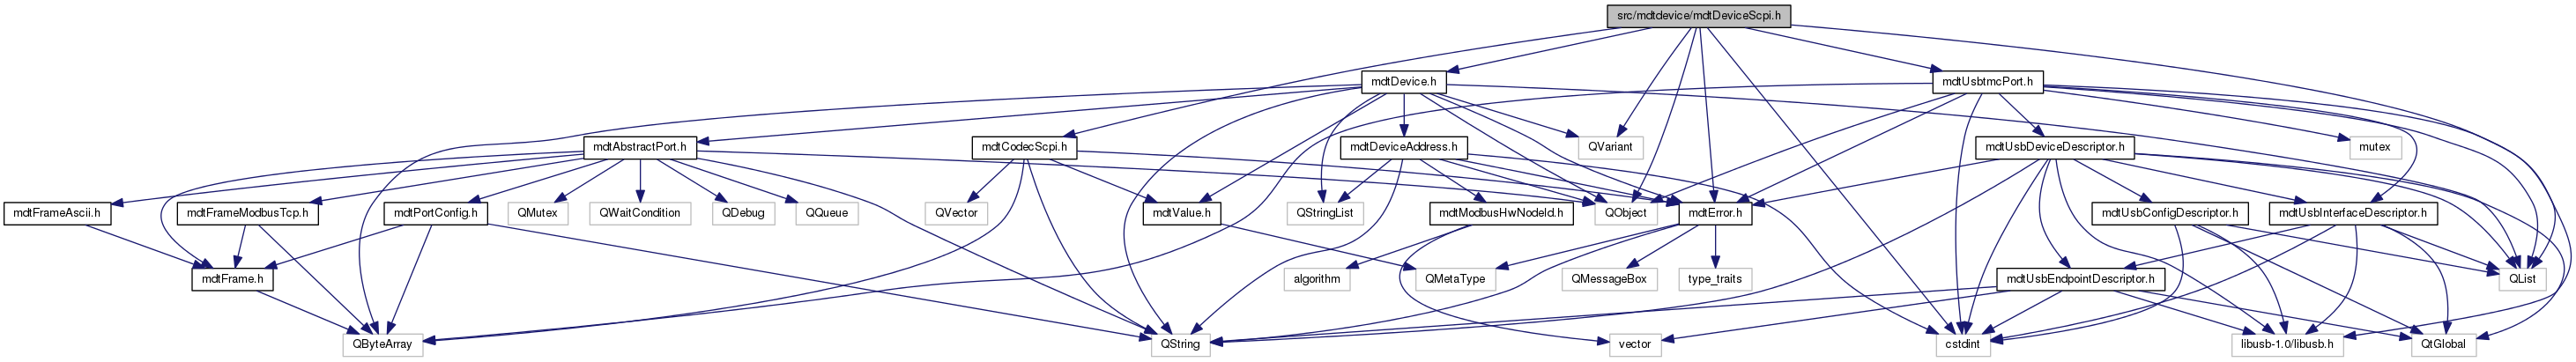 src/mdtdevice/mdtDeviceScpi.h
mdtDevice.h
mdtUsbtmcPort.h
mdtAbstractPort.h
mdtCodecScpi.h
mdtDeviceAddress.h
QVariant
mdtUsbDeviceDescriptor.h
mutex
mdtFrameAscii.h
mdtFrameModbusTcp.h
mdtPortConfig.h
QMutex
QWaitCondition
QDebug
QQueue
QVector
mdtValue.h
QStringList
mdtModbusHwNodeId.h
QObject
mdtError.h
mdtUsbConfigDescriptor.h
mdtUsbInterfaceDescriptor.h
mdtFrame.h
algorithm
QMetaType
QMessageBox
type_traits
mdtUsbEndpointDescriptor.h
QList
QByteArray
QString
vector
cstdint
libusb-1.0/libusb.h
QtGlobal